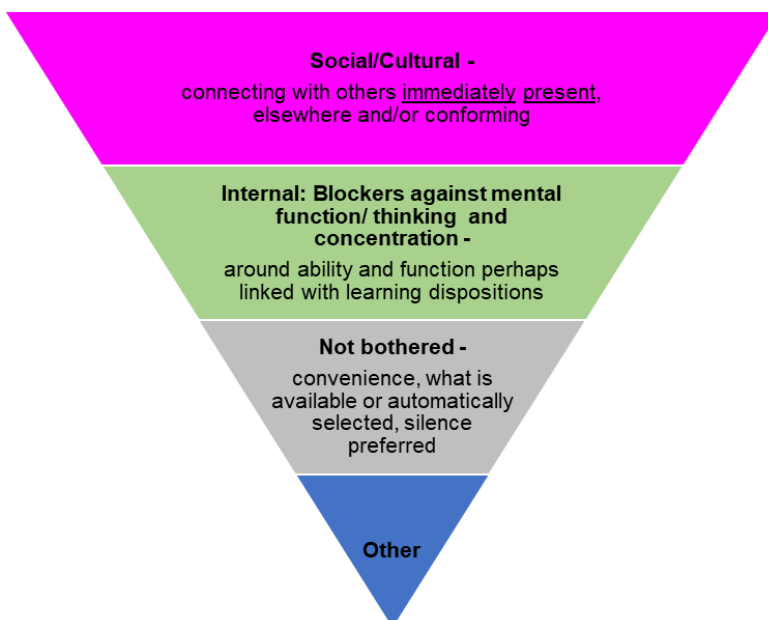 Social/Cultural -
connecting with others immediately present,
elsewhere and/or conforming
Internal: Blockers against mental
function/ thinking and
concentration -
around ability and function perhaps
linked with learning dispositions
Not bothered -
convenience, what is
available or automatically
selected, silence
preferred
Other